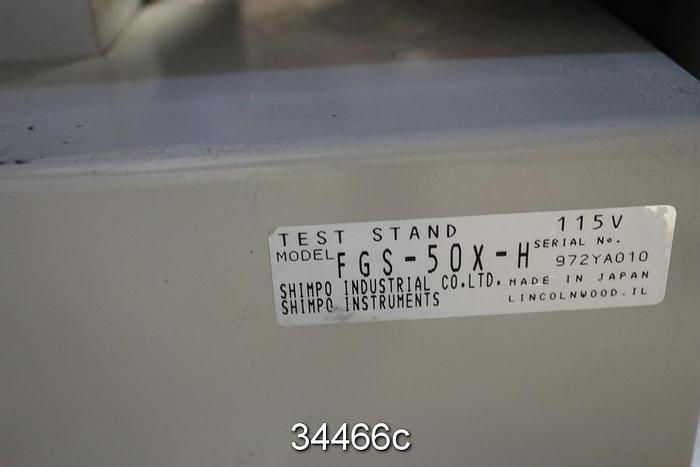 TEST STAND 115V
MODEL FGS-50X-H SERIAL No.
972YA010
SHIMPO INDUSTRIAL CO.LTD. MADE IN JAPAN
SHIMPO INSTRUMENTS LINCOLNWOOD.IL
34466c